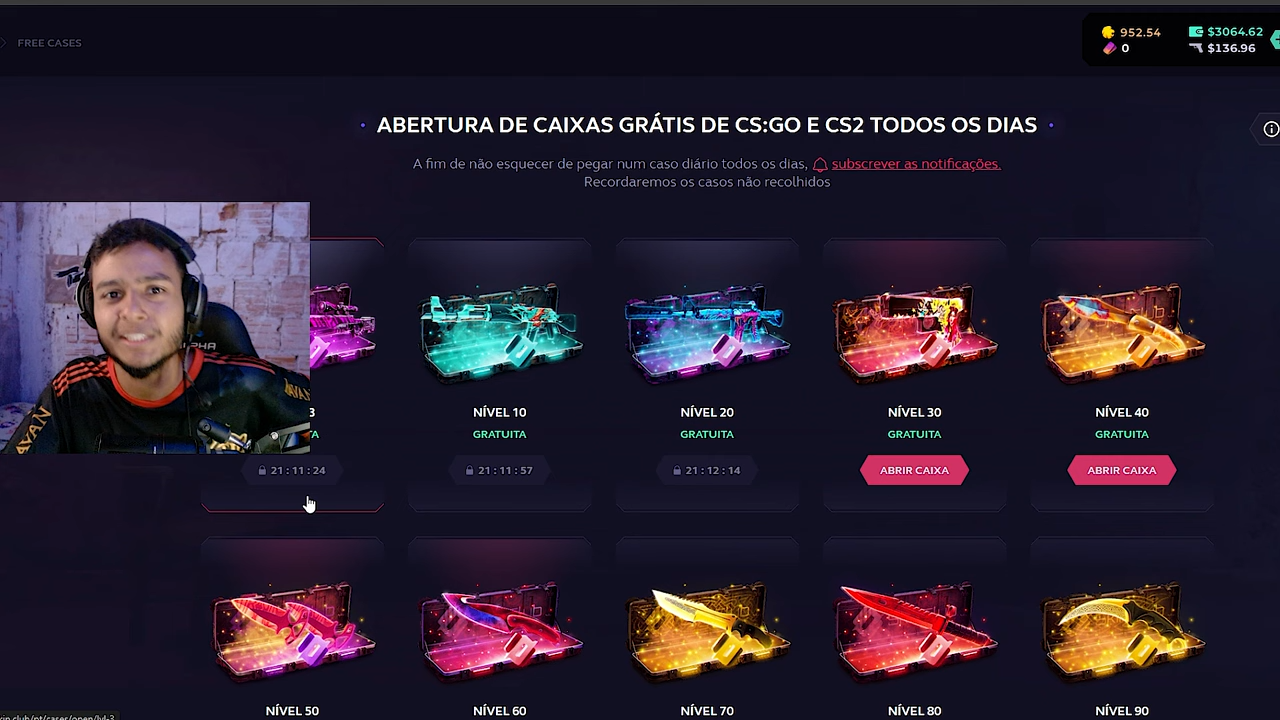 FREE CASES
952.54
$3064.62
0
$136.96
ABERTURA DE CAIXAS GRÁTIS DE CS:GO E CS2 TODOS OS DIAS
A fim de não esquecer de pegar num caso diário todos os dias, subscrever as notificações.
Recordaremos os casos não recolhidos
3
NÍVEL 10
NÍVEL 20
NÍVEL 30
NÍVEL 40
TA
GRATUITA
GRATUITA
GRATUITA
GRATUITA
21 : 11 : 24
21 : 11 : 57
21 : 12 : 14
ABRIR CAIXA
ABRIR CAIXA
NÍVEL 50
NÍVEL 60
NÍVEL 70
NÍVEL 80
NÍVEL 90